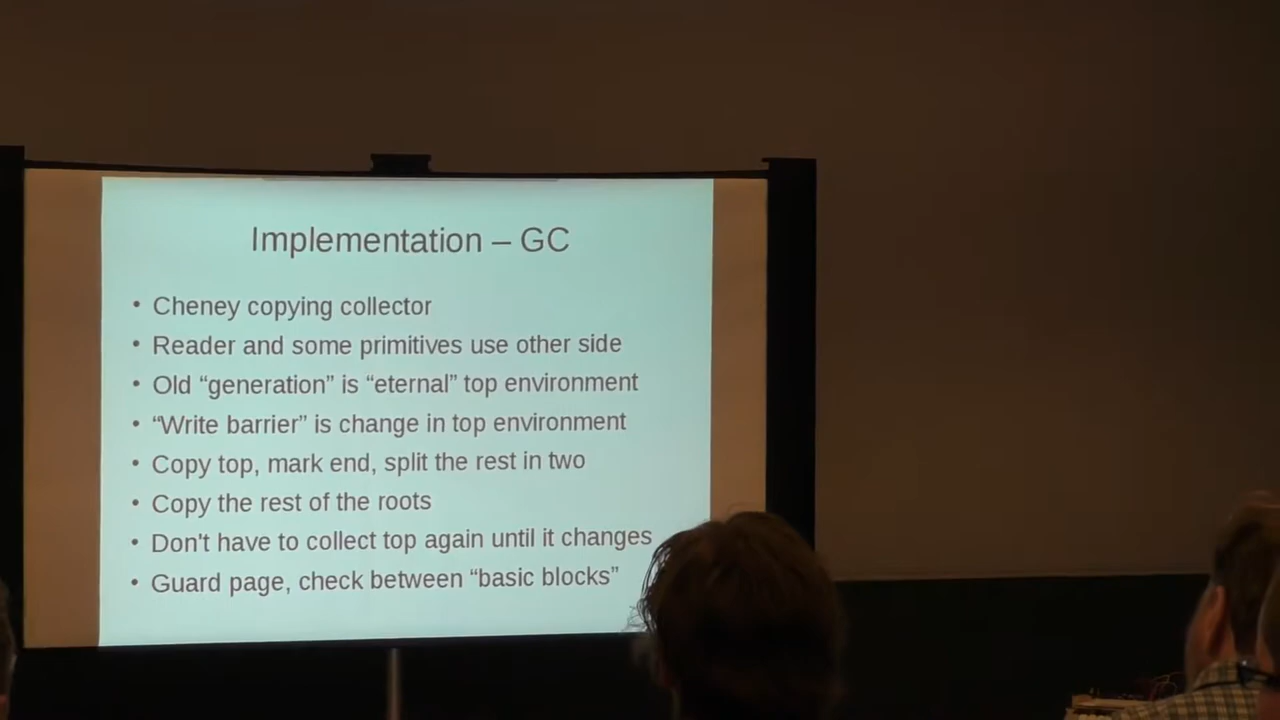 Implementation – GC
• Cheney copying collector
• Reader and some primitives use other side
• Old “generation” is “eternal” top environment
• “Write barrier” is change in top environment
• Copy top, mark end, split the rest in two
• Copy the rest of the roots
• Don't have to collect top again until it changes
• Guard page, check between “basic blocks”